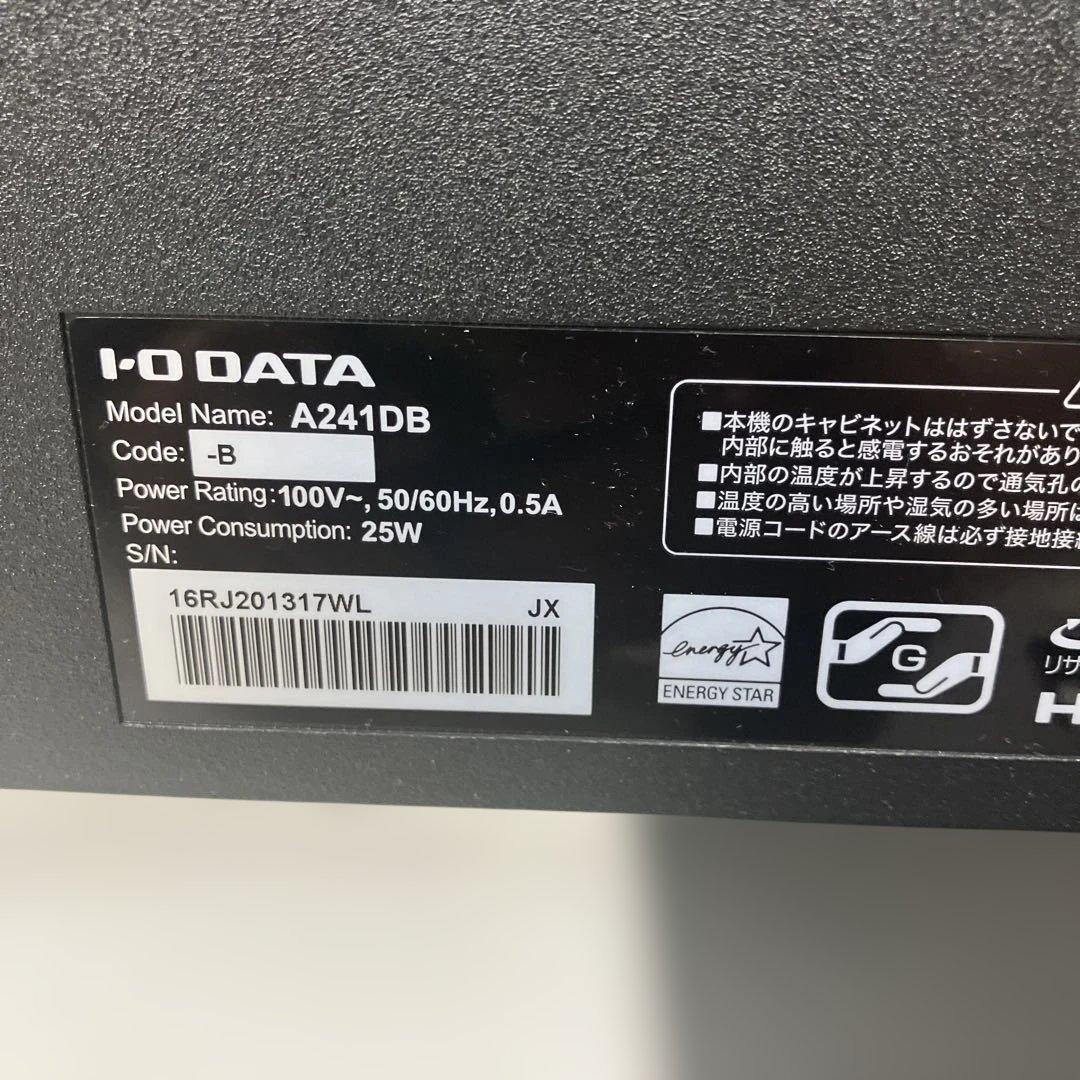 I-O DATA
Model Name: A241DB
Code: -B
Power Rating: 100V~, 50/60Hz, 0.5A
Power Consumption: 25W
S/N:
16RJ201317WL JX
■本機のキャビネットははずさないで
内部に触ると感電するおそれがあり
■内部の温度が上昇するので通気孔の
■温度の高い場所や湿気の多い場所に
■電源コードのアース線は必ず接地接
energy
ENERGY STAR
G
リサ
H